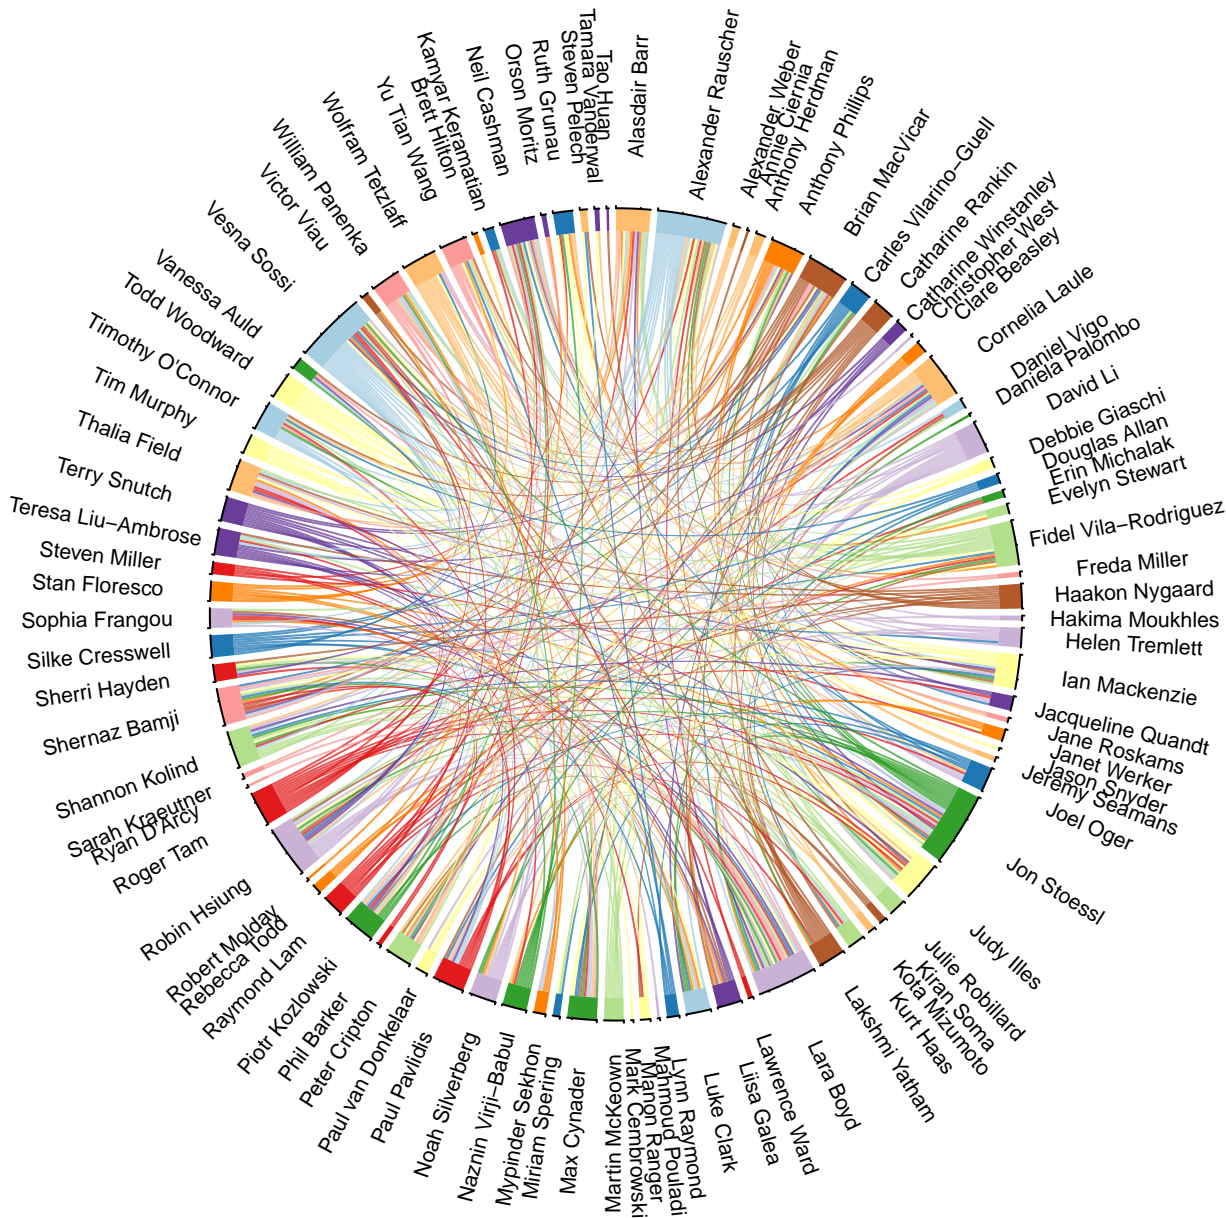 Alasdair Barr
Alexander Rauscher
Alexander Weber
Annie Ciernia
Anthony Herdman
Anthony Phillips
Brian MacVicar
Carles Vilarino−Guell
Catharine Rankin
Catharine Winstanley
Christopher West
Clare Beasley
Cornelia Laule
Daniel Vigo
Daniela Palombo
David Li
Debbie Giaschi
Douglas Allan
Erin Michalak
Evelyn Stewart
Fidel Vila−Rodriguez
Freda Miller
Haakon Nygaard
Hakima Moukhles
Helen Tremlett
Ian Mackenzie
Jacqueline Quandt
Jane Roskams
Janet Werker
Jason Snyder
Jeremy Seamans
Joel Oger
Jon Stoessl
Judy Illes
Julie Robillard
Kiran Soma
Kota Mizumoto
Kurt Haas
Lakshmi Yatham
Lara Boyd
Lawrence Ward
Liisa Galea
Luke Clark
Lynn Raymond
Mahmoud Pouladi
Manon Ranger
Mark Cembrowski
Martin McKeown
Max Cynader
Miriam Spering
Mypinder Sekhon
Naznin Virji−Babul
Noah Silverberg
Paul Pavlidis
Paul van Donkelaar
Peter Cripton
Phil Barker
Piotr Kozlowski
Raymond Lam
Rebecca Todd
Robert Molday
Robin Hsiung
Roger Tam
Ryan D'Arcy
Sarah Kraeutner
Shannon Kolind
Shernaz Bamji
Sherri Hayden
Silke Cresswell
Sophia Frangou
Stan Floresco
Steven Miller
Teresa Liu−Ambrose
Terry Snutch
Thalia Field
Tim Murphy
Timothy O'Connor
Todd Woodward
Vanessa Auld
Vesna Sossi
Victor Viau
William Panenka
Wolfram Tetzlaff
Yu Tian Wang
Brett Hilton
Kamyar Keramatian
Neil Cashman
Orson Moritz
Ruth Grunau
Steven Pelech
Tamara Vanderwal
Tao Huan